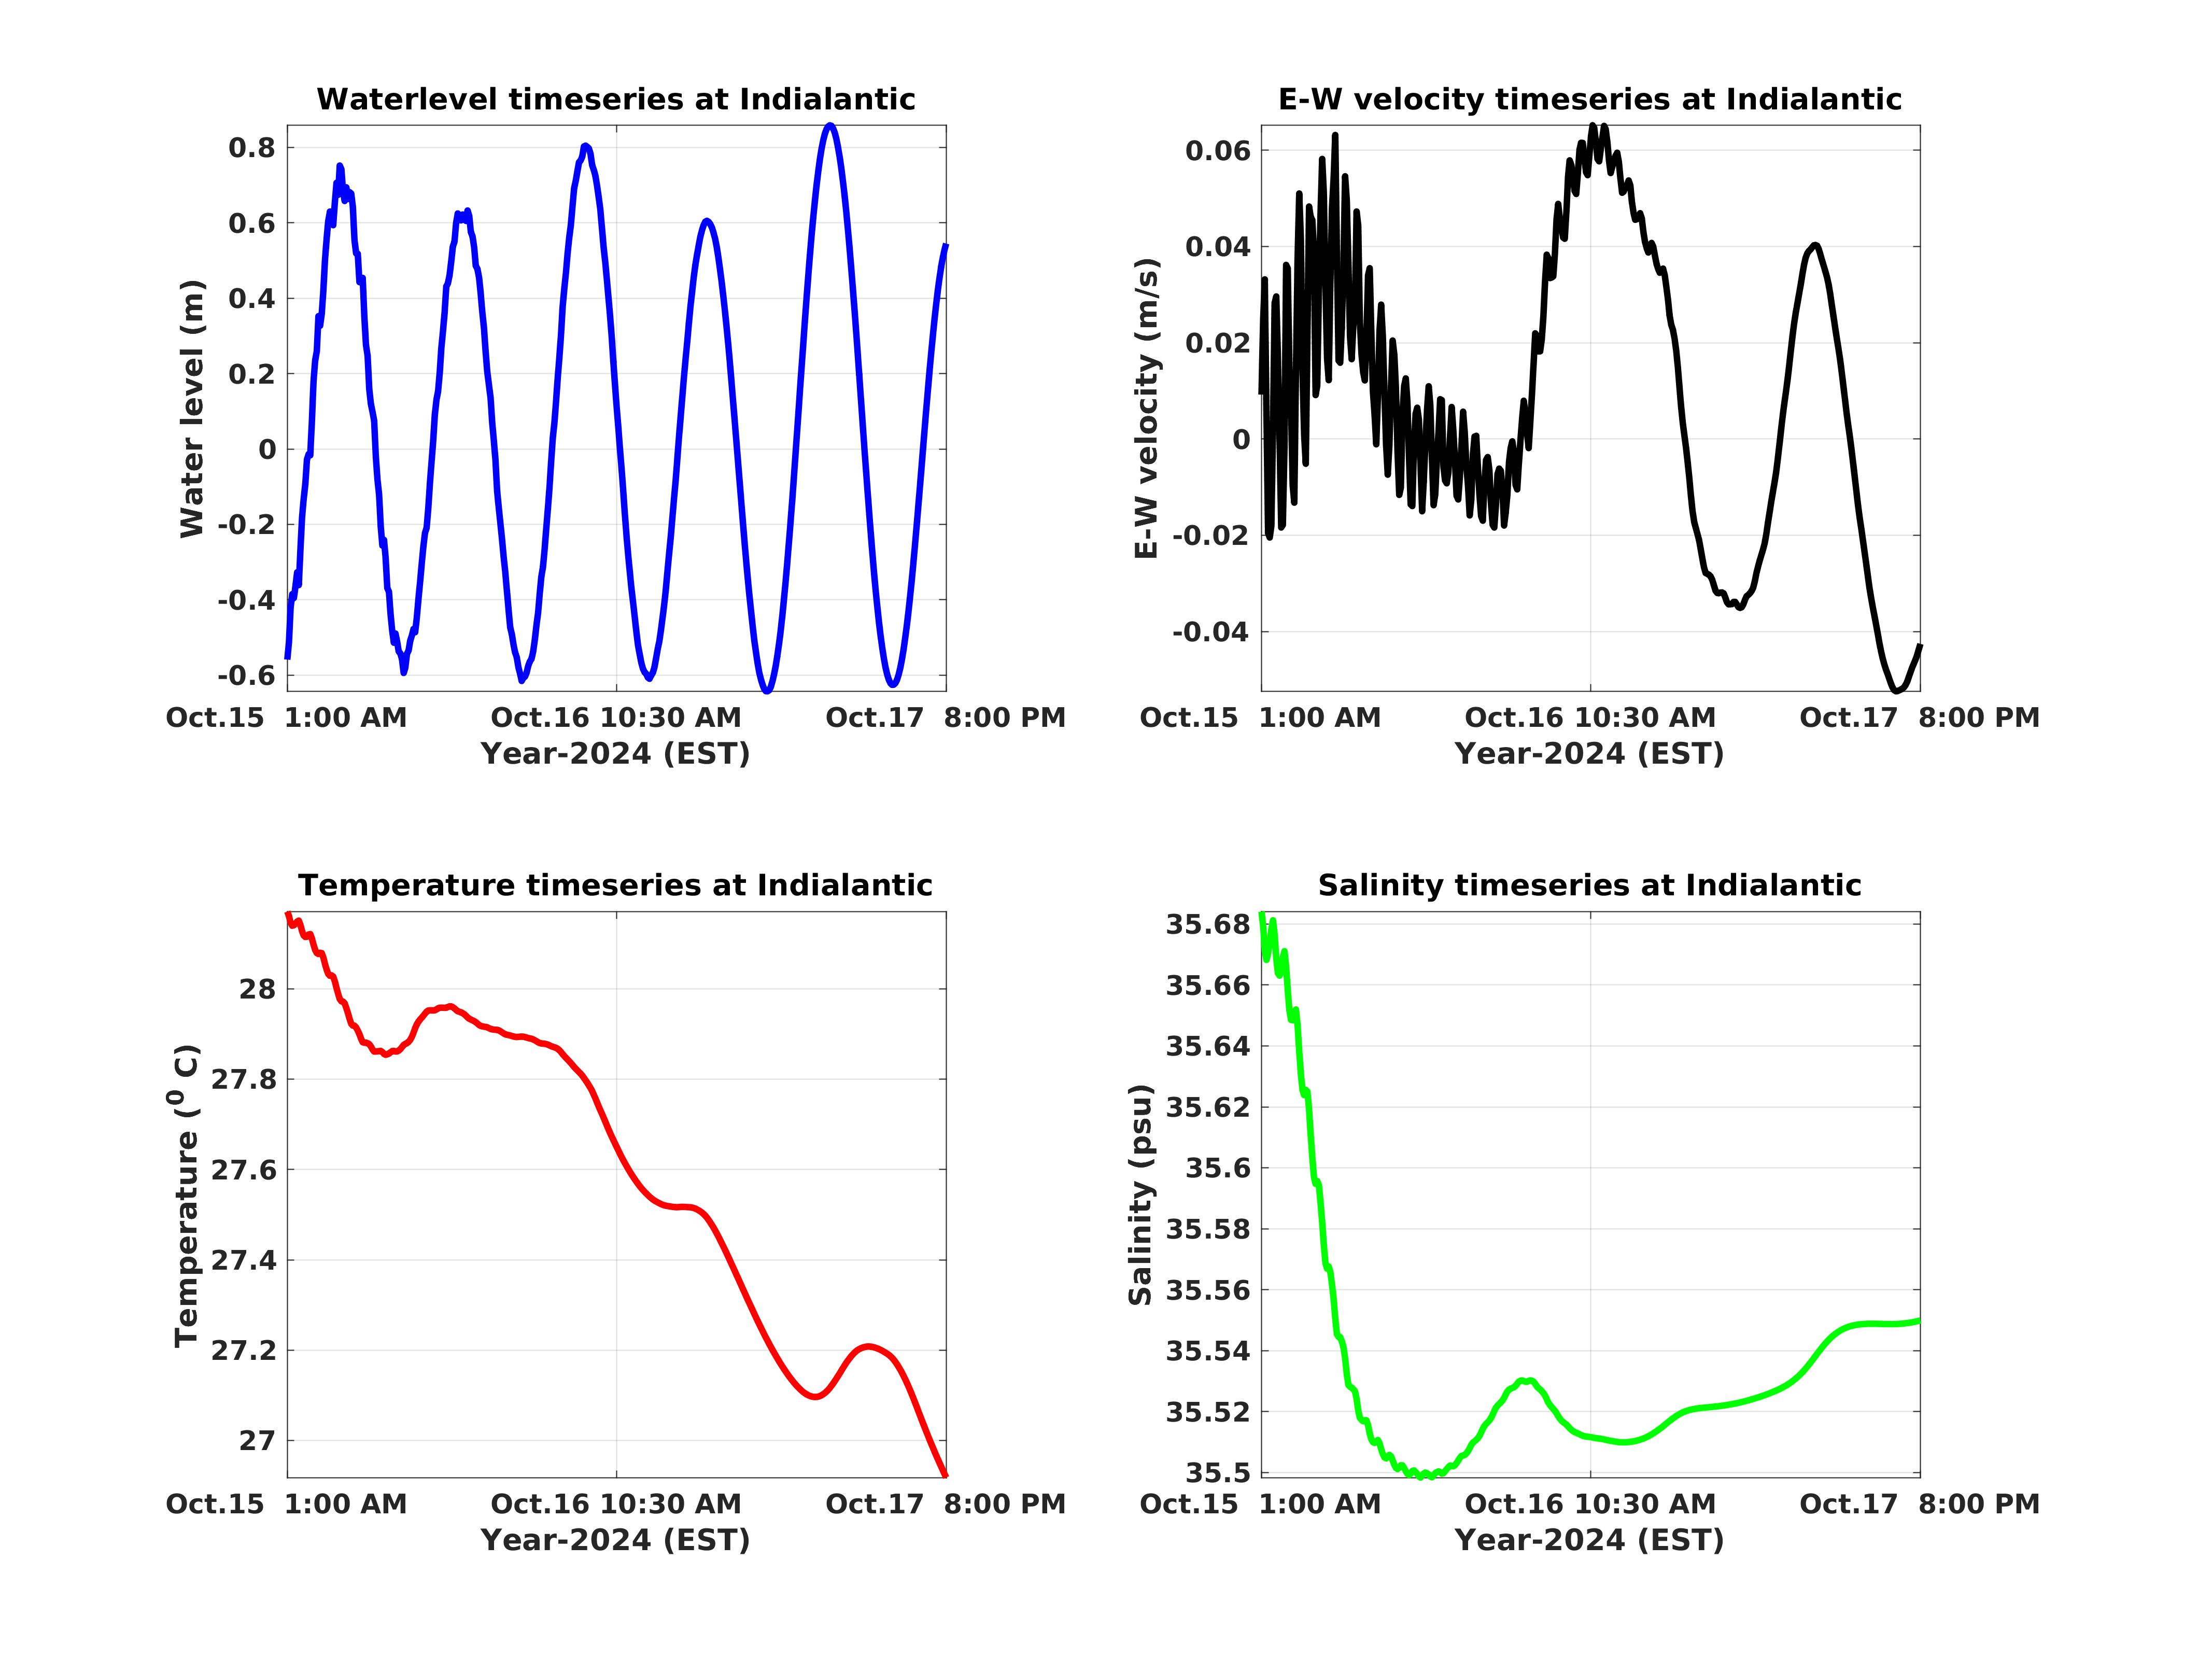 Waterlevel timeseries at Indialantic
0.8
0.6
0.4
0.2
0
-0.2
-0.4
-0.6
Water level (m)
Oct.15 1:00 AM Oct.16 10:30 AM Oct.17 8:00 PM
Year-2024 (EST)
E-W velocity timeseries at Indialantic
0.06
0.04
0.02
0
-0.02
-0.04
E-W velocity (m/s)
Oct.15 1:00 AM Oct.16 10:30 AM Oct.17 8:00 PM
Year-2024 (EST)
Temperature timeseries at Indialantic
28
27.8
27.6
27.4
27.2
27
Temperature (⁰ C)
Oct.15 1:00 AM Oct.16 10:30 AM Oct.17 8:00 PM
Year-2024 (EST)
Salinity timeseries at Indialantic
35.68
35.66
35.64
35.62
35.6
35.58
35.56
35.54
35.52
35.5
Salinity (psu)
Oct.15 1:00 AM Oct.16 10:30 AM Oct.17 8:00 PM
Year-2024 (EST)